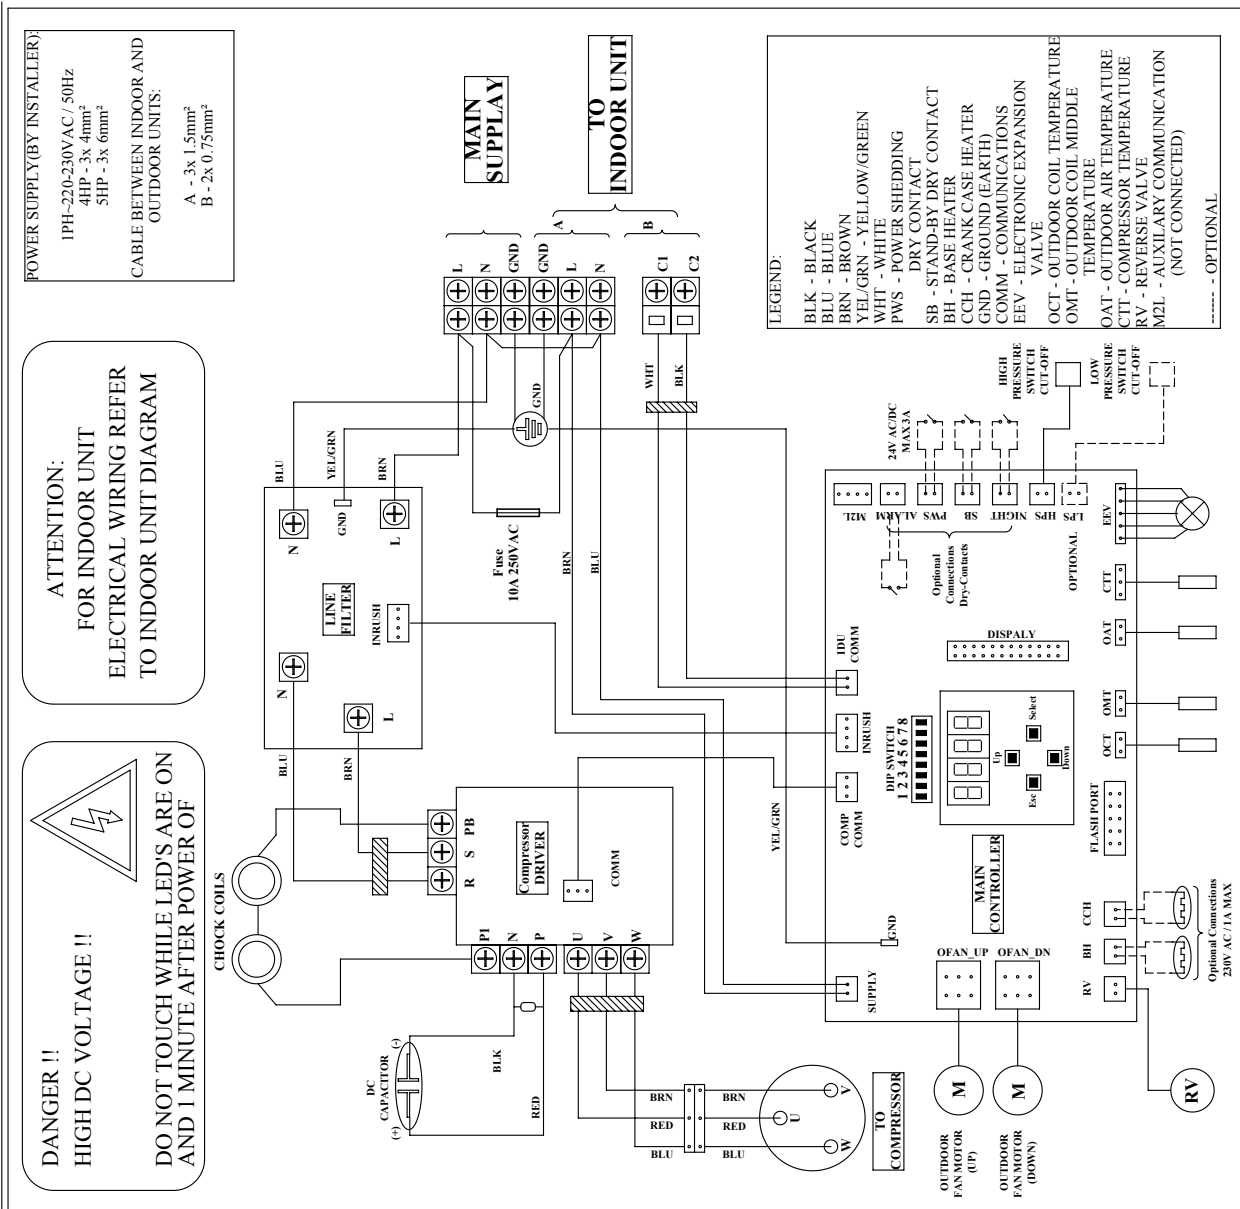 DANGER !!
HIGH DC VOLTAGE !!
DO NOT TOUCH WHILE LED'S ARE ON
AND 1 MINUTE AFTER POWER OF
ATTENTION:
FOR INDOOR UNIT
ELECTRICAL WIRING REFER
TO INDOOR UNIT DIAGRAM
POWER SUPPLY(BY INSTALLER):
1PH~220-230VAC / 50Hz
4HP - 3x 4mm²
5HP - 3x 6mm²
CABLE BETWEEN INDOOR AND
OUTDOOR UNITS:
A - 3x 1.5mm²
B - 2x 0.75mm²
CHOCK COILS
BLU
BRN
N
L
LINE
FILTER
INRUSH
N
GND
L
BLU
YEL/GRN
BRN
MAIN
SUPPLAY
TO
INDOOR UNIT
L
N
GND
GND
L
N
A
B
C1
C2
GND
WHT
BLK
Fuse
10A 250VAC
BRN
BLU
DC
CAPACITOR
(+)
(-)
BLK
RED
P1
N
P
U
V
W
R
S
PB
Compressor
DRIVER
COMM
BLU
RED
BRN
BLU
RED
BRN
W
U
V
TO
COMPRESSOR
YEL/GRN
SUPPLY
GND
COMP
COMM
INRUSH
IDU
COMM
DIP SWITCH
1 2 3 4 5 6 7 8
DISPALY
Up
Select
Esc
Down
MAIN
CONTROLLER
OFAN_UP
OFAN_DN
M
M
OUTDOOR
FAN MOTOR
(UP)
OUTDOOR
FAN MOTOR
(DOWN)
RV
BH
CCH
RV
Optional Connections
230V AC / 1A MAX
FLASH PORT
OCT
OMT
OAT
CTT
EEV
Optional
Connections
Dry-Contacts
OPTIONAL
M2L
ALARM
PWS
SB
NIGHT
HPS
LPS
24V AC/DC
MAX 3A
HIGH
PRESSURE
SWITCH
CUT-OFF
LOW
PRESSURE
SWITCH
CUT-OFF
LEGEND:
BLK - BLACK
BLU - BLUE
BRN - BROWN
YEL/GRN - YELLOW/GREEN
WHT - WHITE
PWS - POWER SHEDDING
DRY CONTACT
SB - STAND-BY DRY CONTACT
BH - BASE HEATER
CCH - CRANK CASE HEATER
GND - GROUND (EARTH)
COMM - COMMUNICATIONS
EEV - ELECTRONIC EXPANSION
VALVE
OCT - OUTDOOR COIL TEMPERATURE
OMT - OUTDOOR COIL MIDDLE
TEMPERATURE
OAT - OUTDOOR AIR TEMPERATURE
CTT - COMPRESSOR TEMPERATURE
RV - REVERSE VALVE
M2L - AUXILARY COMMUNICATION
(NOT CONNECTED)
------- - OPTIONAL